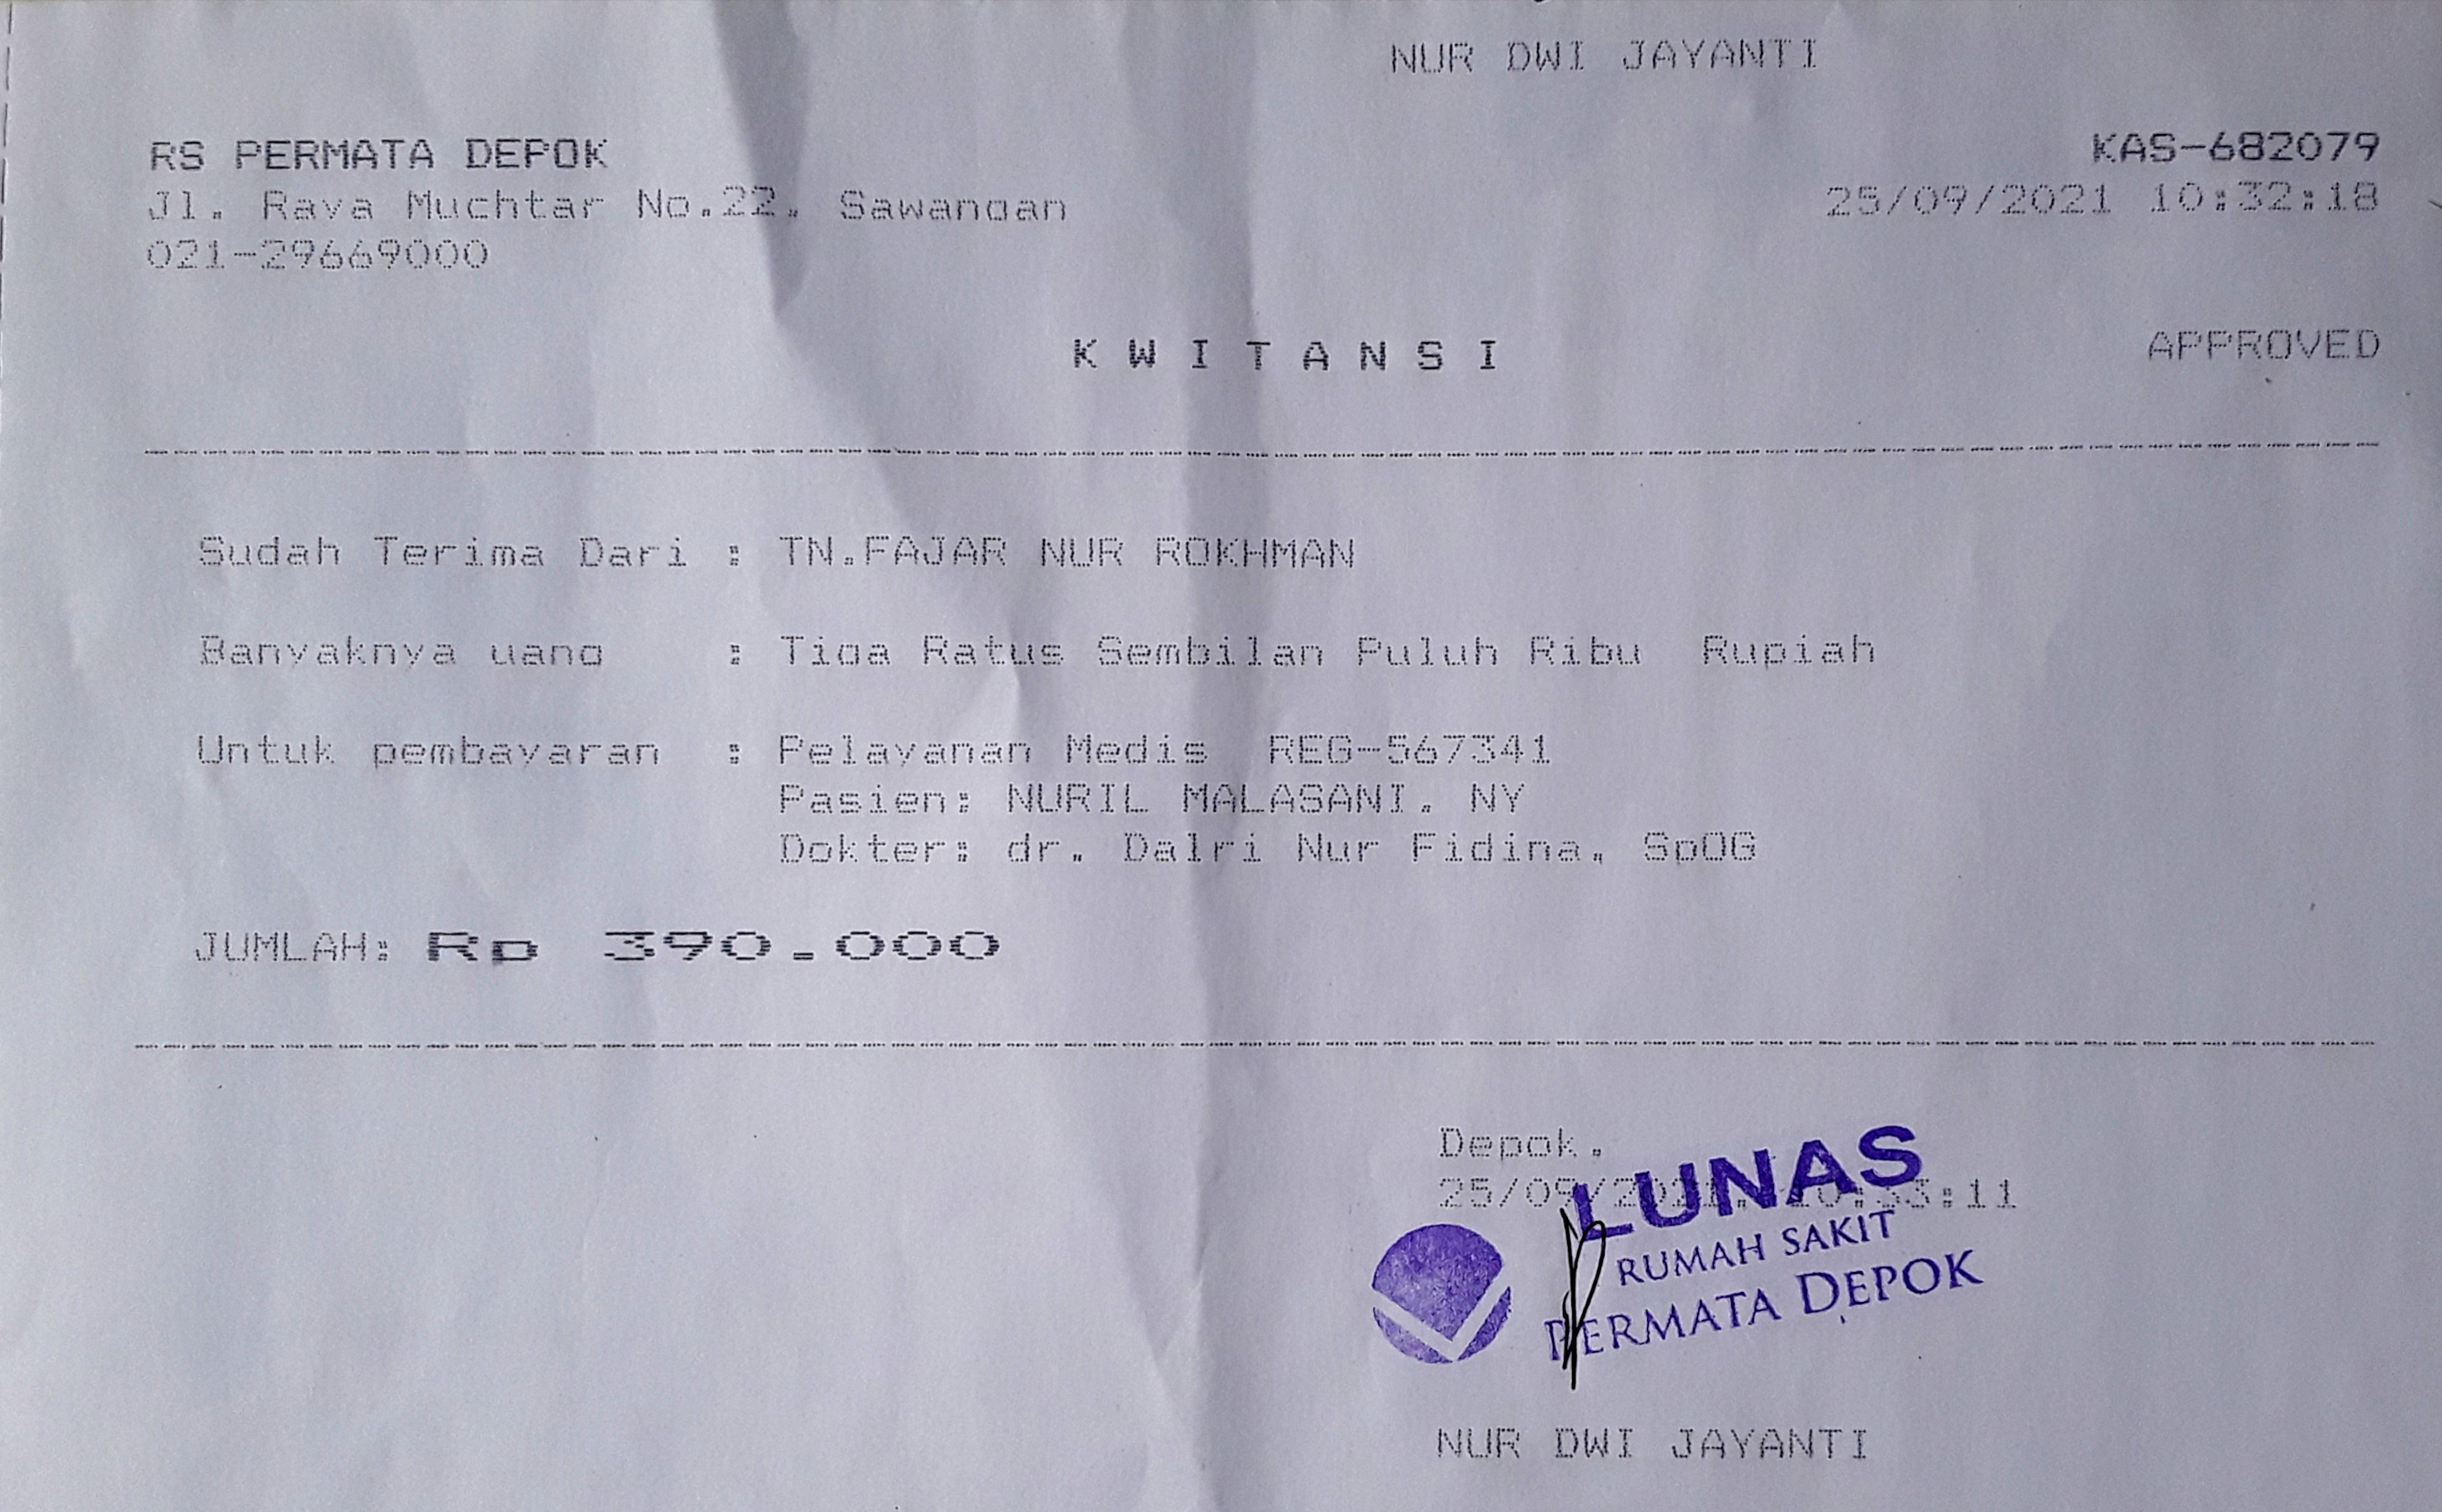 NUR DWI JAYANTI
RS PERMATA DEPOK
KAS-682079
Jl. Raya Muchtar No.22, Sawangan
25/09/2021 10:32:18
021-29669000
K W I T A N S I
APPROVED
Sudah Terima Dari : TN.FAJAR NUR ROKHMAN
Banyaknya uang : Tiga Ratus Sembilan Puluh Ribu Rupiah
Untuk pembayaran : Pelayanan Medis REG-567341
Pasien: NURIL MALASANI, NY
Dokter: dr. Dalri Nur Fidina, SpOG
JUMLAH: Rp 390.000
Depok,
25/09/2021, 10:33:11
LUNAS
RUMAH SAKIT
PERMATA DEPOK
NUR DWI JAYANTI